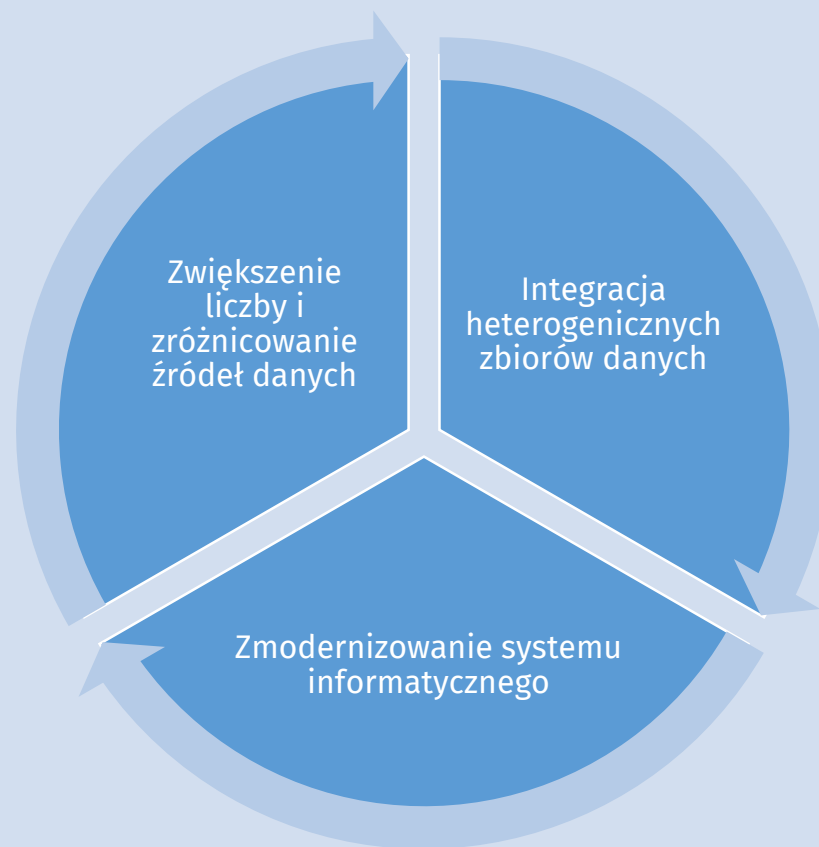 Zwiększenie
liczby i
zróżnicowanie
źródeł danych
Integracja
heterogenicznych
zbiorów danych
Zmodernizowanie systemu
informatycznego